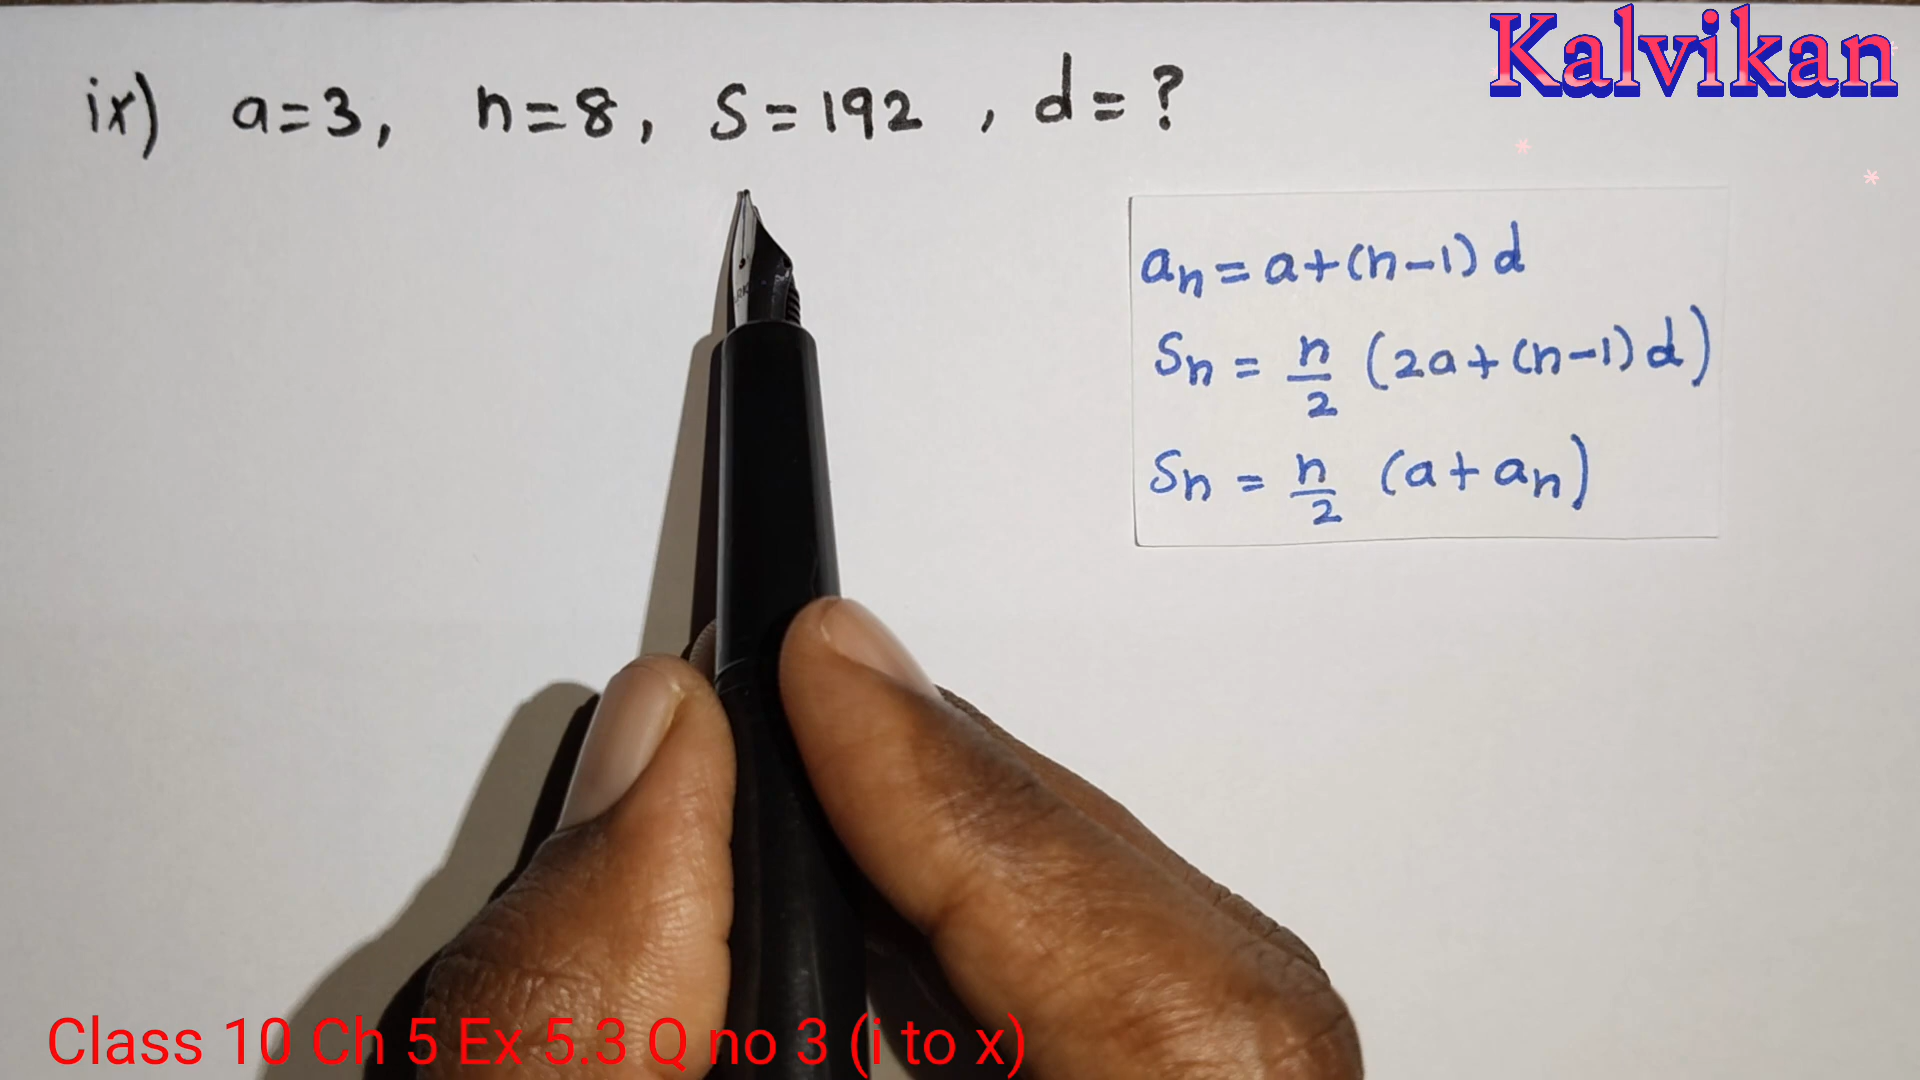 Kalvikan
ix) a=3, n=8, S=192, d=?
an = a+(n-1)d
Sn = n/2 (2a+(n-1)d)
Sn = n/2 (a+an)
Class 10 Ch 5 Ex 5.3 Q no 3 (i to x)